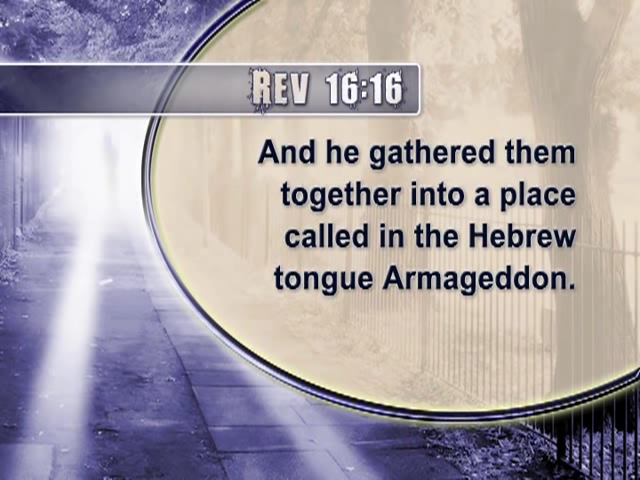 REV 16:16
And he gathered them
together into a place
called in the Hebrew
tongue Armageddon.